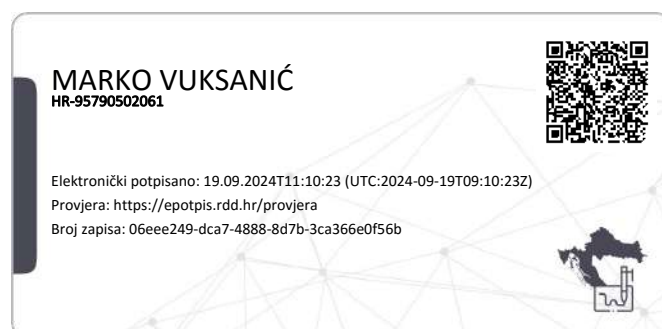 MARKO VUKSANIĆ
HR-95790502061
Elektronički potpisano: 19.09.2024T11:10:23 (UTC:2024-09-19T09:10:23Z)
Provjera: https://epotpis.rdd.hr/provjera
Broj zapisa: 06eee249-dca7-4888-8d7b-3ca366e0f56b